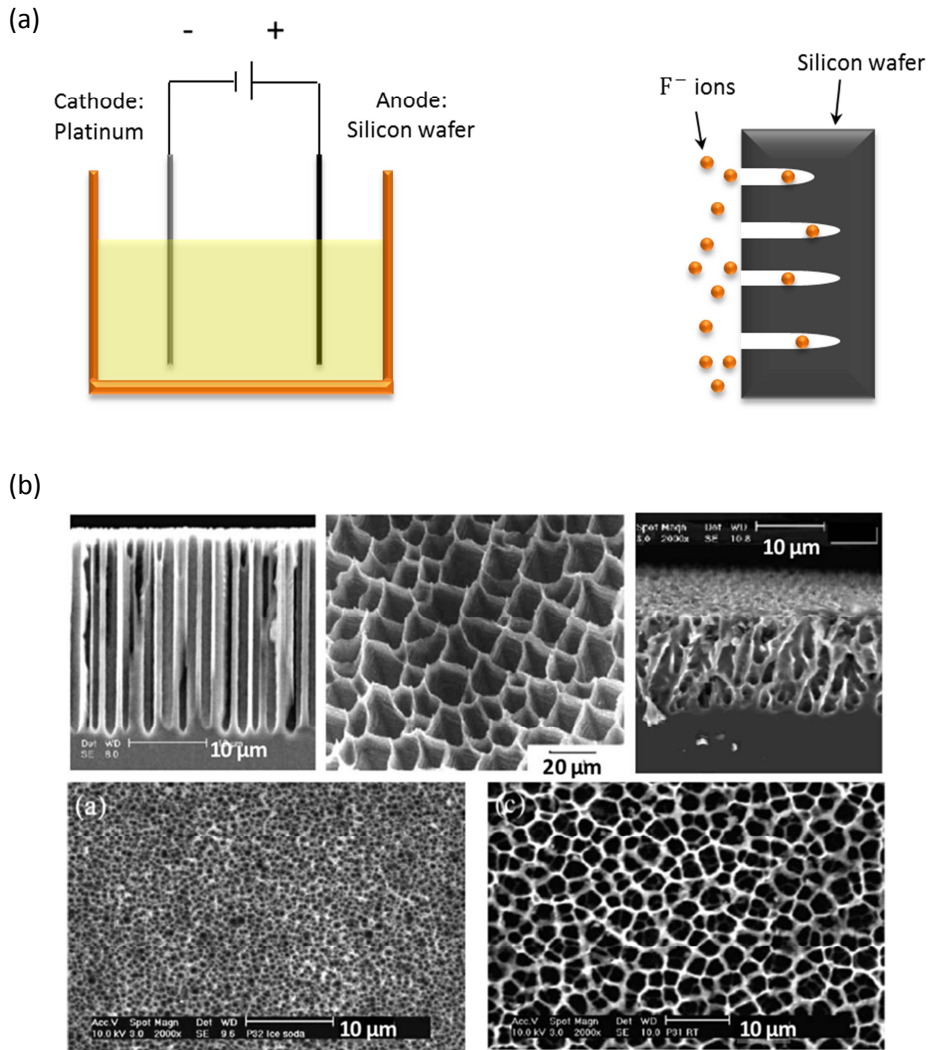 (a)
- +
Cathode:
Platinum
Anode:
Silicon wafer
F⁻ ions
Silicon wafer
(b)
Det WD
SE 8.0
10 µm
20 µm
Spot Magn Det WD
3.0 2000x SE 10.8
10 µm
(a)
Acc.V Spot Magn Det WD
10.0 kV 3.0 2000x SE 9.6 P32 Ice soda
10 µm
(c)
Acc.V Spot Magn Det WD
10.0 kV 3.0 2000x SE 10.0 P31 RT
10 µm